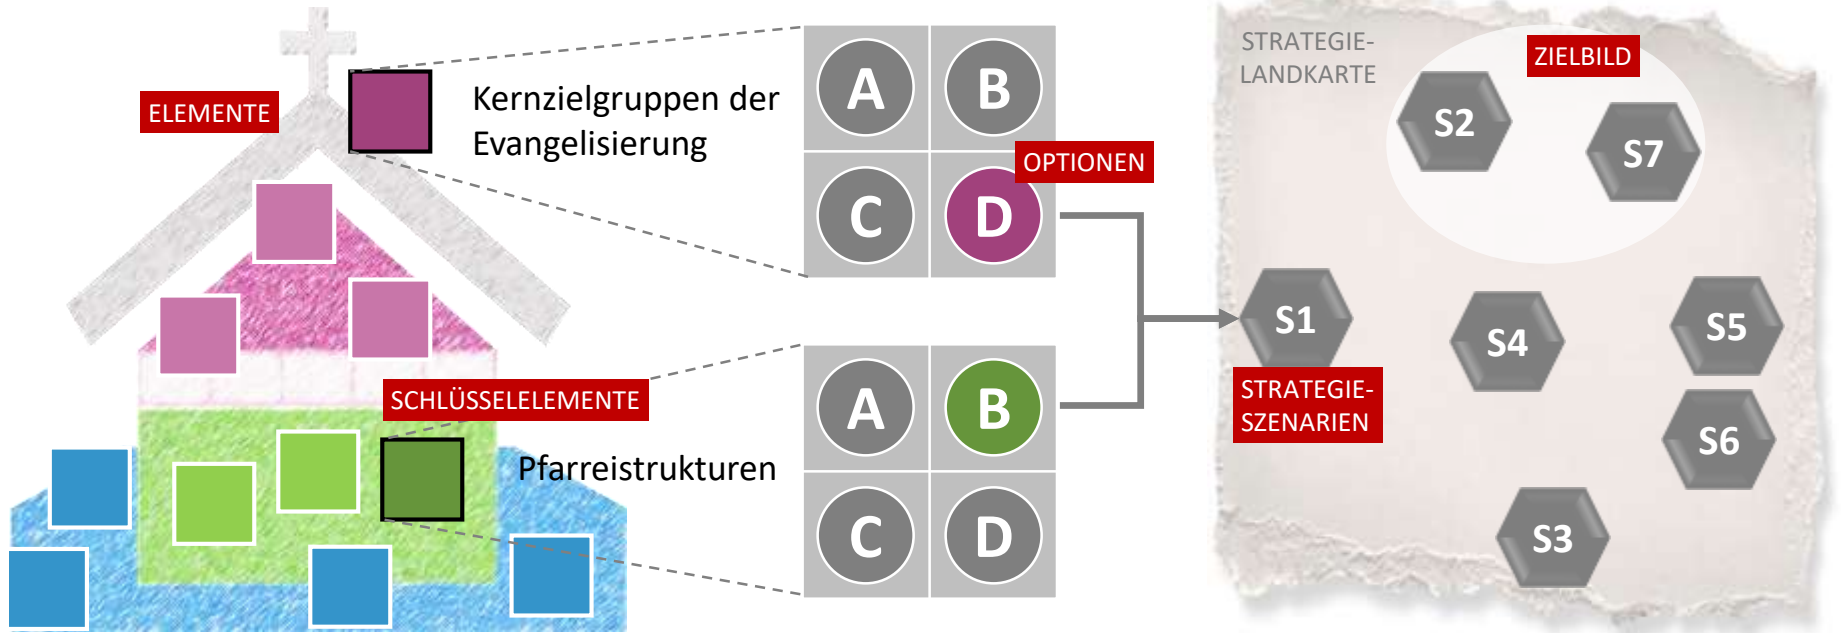 ELEMENTE
Kernzielgruppen der
Evangelisierung
A
B
C
D
OPTIONEN
SCHLÜSSELELEMENTE
Pfarreistrukturen
A
B
C
D
STRATEGIE-
LANDKARTE
ZIELBILD
S2
S7
S1
S4
S5
STRATEGIE-
SZENARIEN
S6
S3